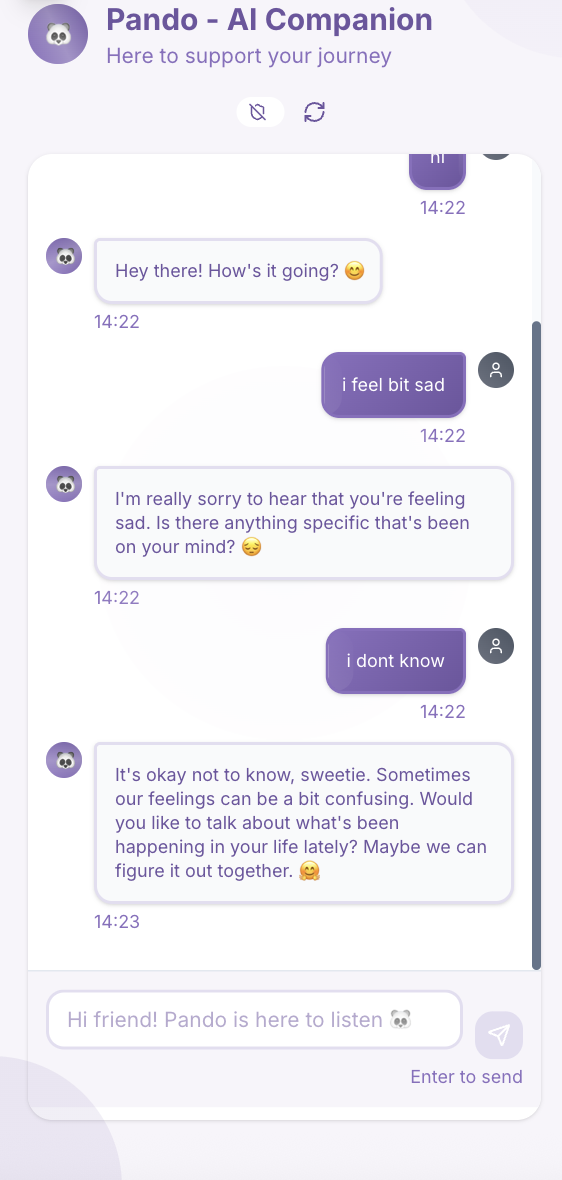 Pando - AI Companion
Here to support your journey
hi
14:22
Hey there! How's it going? 😊
14:22
i feel bit sad
14:22
I'm really sorry to hear that you're feeling
sad. Is there anything specific that's been
on your mind? 😔
14:22
i dont know
14:22
It's okay not to know, sweetie. Sometimes
our feelings can be a bit confusing. Would
you like to talk about what's been
happening in your life lately? Maybe we can
figure it out together. 🤗
14:23
Hi friend! Pando is here to listen 🐼
Enter to send